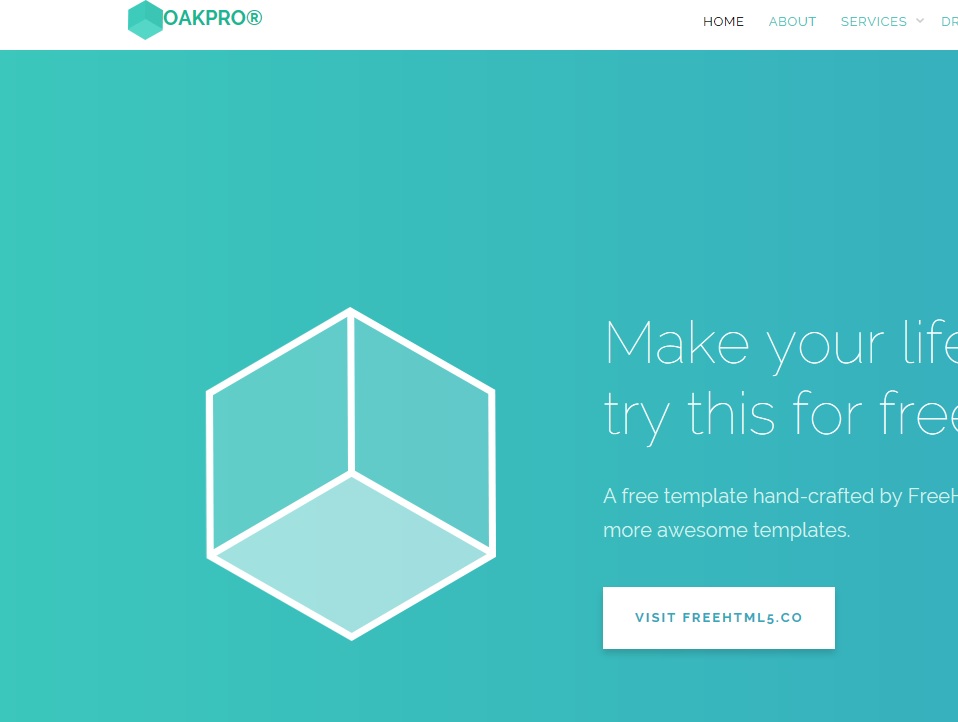 OAKPRO®
HOME ABOUT SERVICES DR
Make your life
try this for free
A free template hand-crafted by FreeH
more awesome templates.
VISIT FREEHTML5.CO